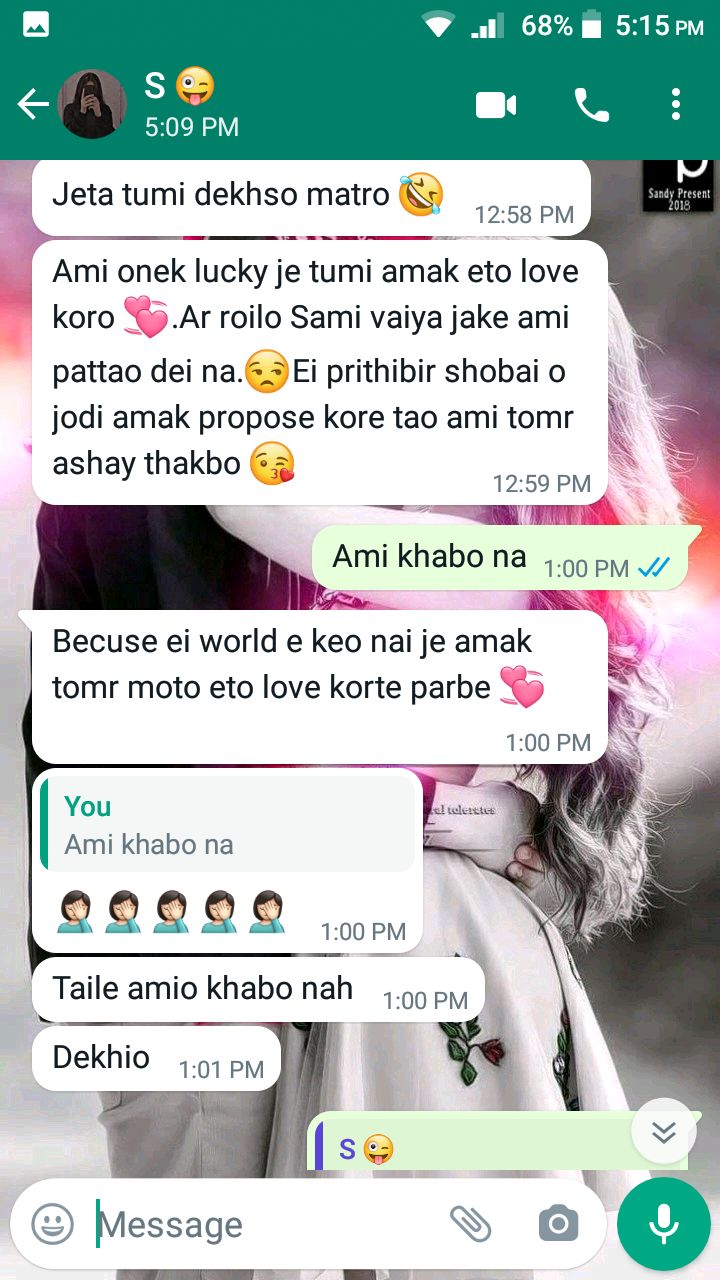 68% 5:15 PM
S 😜
5:09 PM
Sandy Present
2018
Jeta tumi dekhso matro 🤣
12:58 PM
Ami onek lucky je tumi amak eto love
koro 💞.Ar roilo Sami vaiya jake ami
pattao dei na.😒Ei prithibir shobai o
jodi amak propose kore tao ami tomr
ashay thakbo 😘
12:59 PM
Ami khabo na 1:00 PM
Becuse ei world e keo nai je amak
tomr moto eto love korte parbe 💞
1:00 PM
You
Ami khabo na
🤦🏻‍♀️🤦🏻‍♀️🤦🏻‍♀️🤦🏻‍♀️🤦🏻‍♀️ 1:00 PM
Taile amio khabo nah 1:00 PM
Dekhio 1:01 PM
S 😜
Message